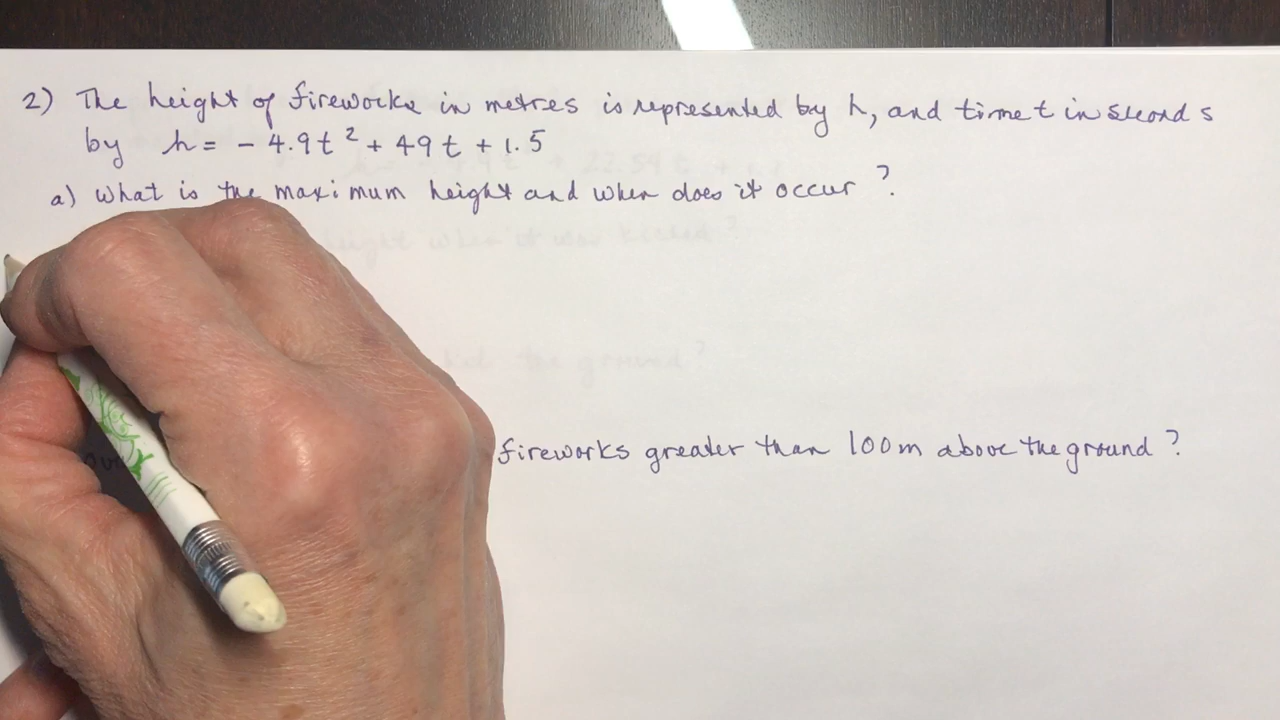 2) The height of fireworks in metres is represented by h, and time t in seconds
by h = - 4.9t² + 49t + 1.5
a) What is the maximum height and when does it occur ?
fireworks greater than 100m above the ground ?